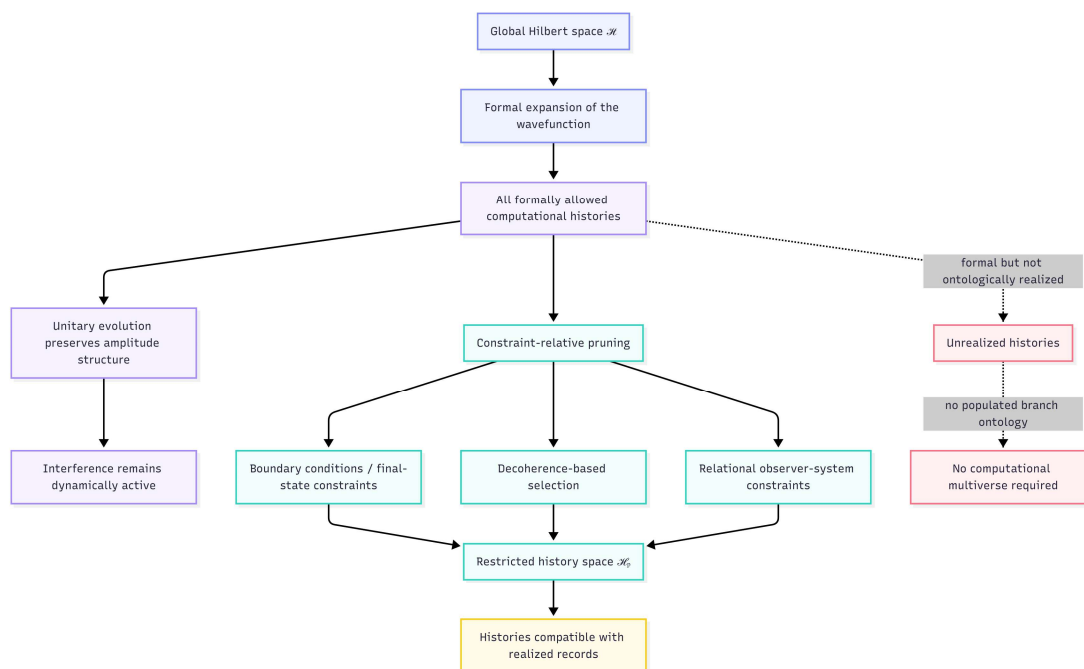 Global Hilbert space ℋ
Formal expansion of the
wavefunction
All formally allowed
computational histories
formal but not
ontologically realized
Unitary evolution
preserves amplitude
structure
Constraint-relative pruning
Unrealized histories
no populated branch
ontology
Interference remains
dynamically active
Boundary conditions / final-
state constraints
Decoherence-based
selection
Relational observer-system
constraints
No computational
multiverse required
Restricted history space
Histories compatible with
realized records